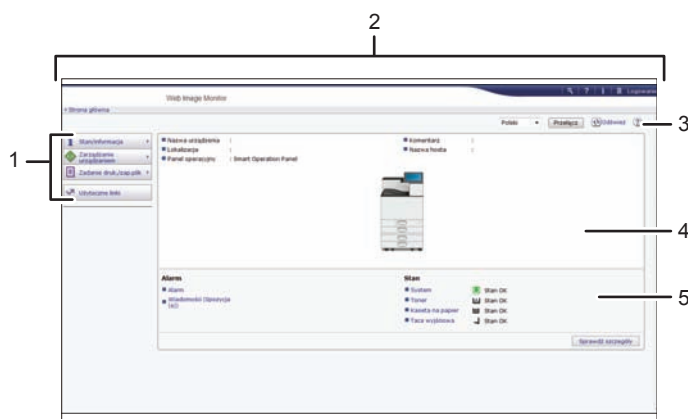 2
Web Image Monitor
Logowanie
Strona główna
Polski Przełącz Odśwież
3
1
Stan/informacja
Zarządzanie
urządzeniem
Zadanie druk./zap.plik
Użyteczne linki
Nazwa urządzenia :
Lokalizacja :
Panel operacyjny : Smart Operation Panel
Komentarz :
Nazwa hosta :
4
Alarm
Alarm
Wiadomości (Pozycja
Stan
System Stan OK
Toner Stan OK
Kaseta na papier Stan OK
Taca wyjściowa Stan OK
5
Sprawdź szczegóły